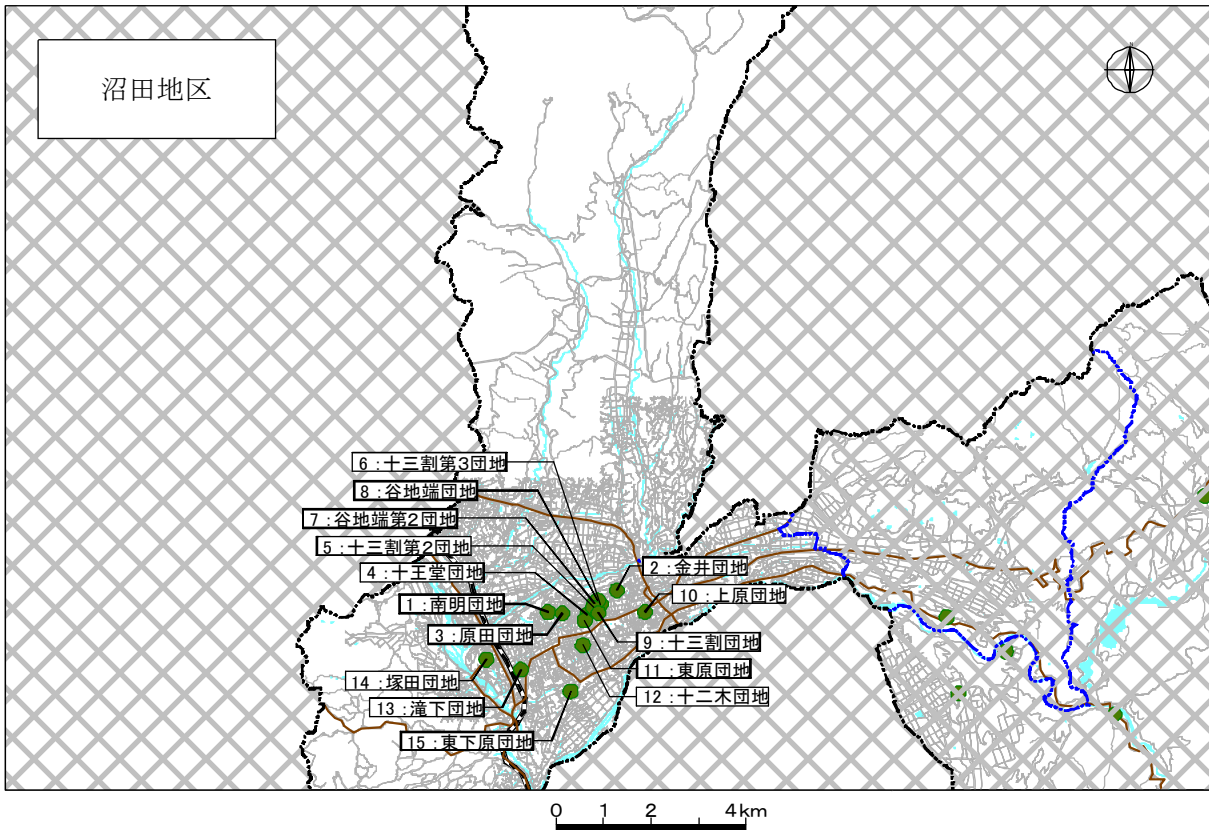 沼田地区
N
6:十三割第3団地
8:谷地端団地
7:谷地端第2団地
5:十三割第2団地
4:十王堂団地
2:金井団地
1:南明団地
10:上原団地
3:原田団地
9:十三割団地
11:東原団地
14:塚田団地
12:十二木団地
13:滝下団地
15:東下原団地
0 1 2 4km